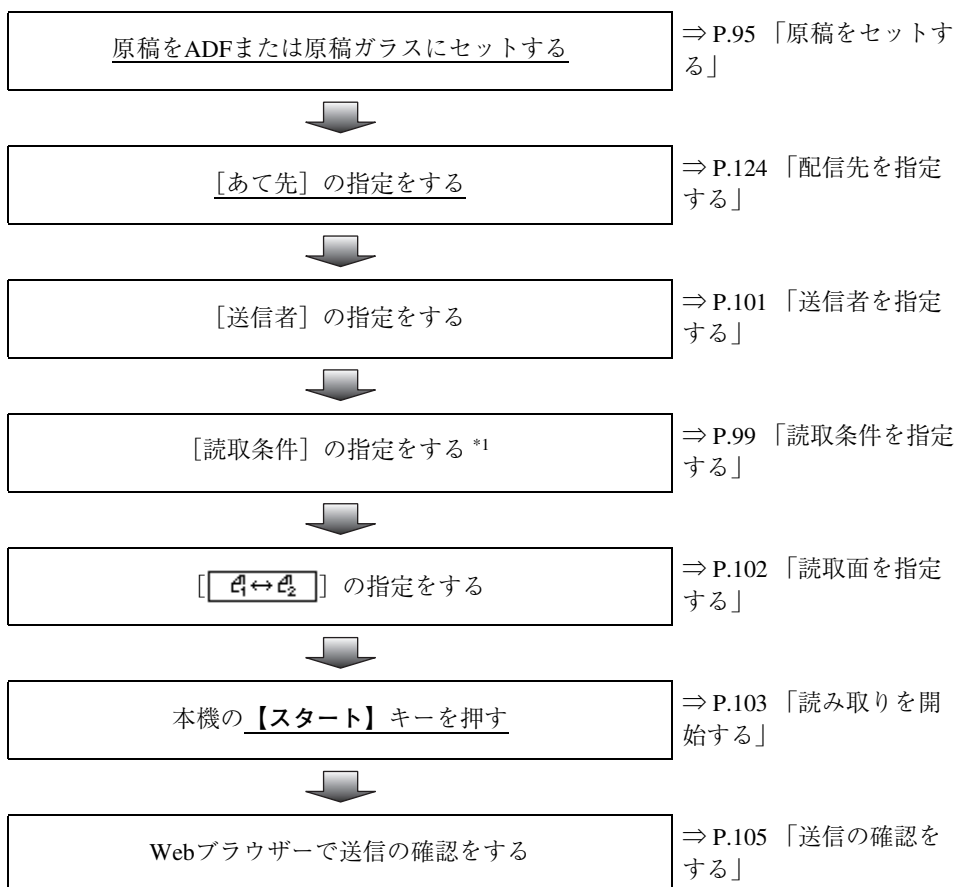 原稿をADFまたは原稿ガラスにセットする
⇒ P.95 「原稿をセットす
る」
［あて先］の指定をする
⇒ P.124 「配信先を指定
する」
［送信者］の指定をする
⇒ P.101 「送信者を指定
する」
［読取条件］の指定をする *1
⇒ P.99 「読取条件を指定
する」
［1↔2］の指定をする
⇒ P.102 「読取面を指定
する」
本機の【スタート】キーを押す
⇒ P.103 「読み取りを開
始する」
Webブラウザーで送信の確認をする
⇒ P.105 「送信の確認を
する」